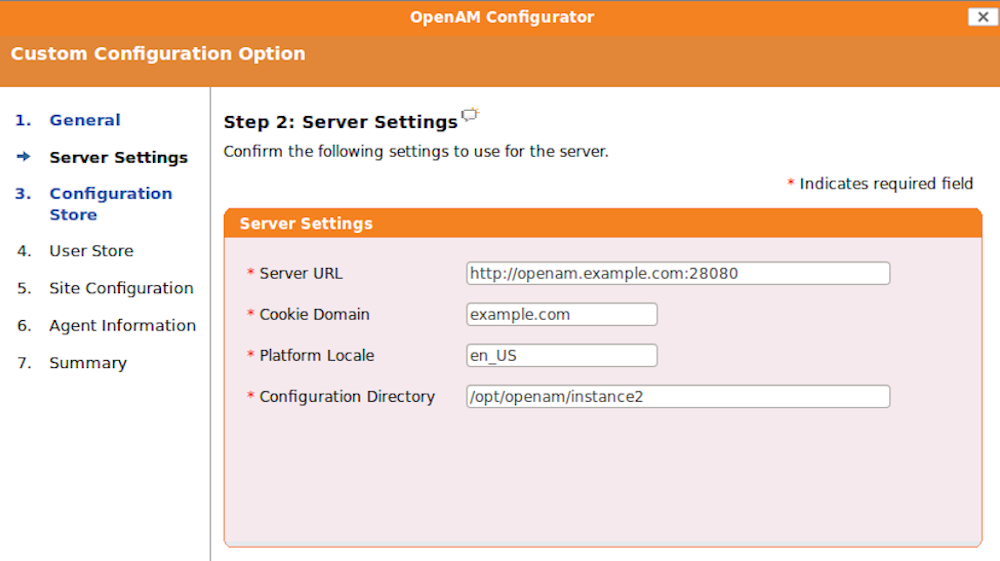 OpenAM Configurator
Custom Configuration Option
1. General
Server Settings
3. Configuration
Store
4. User Store
5. Site Configuration
6. Agent Information
7. Summary
Step 2: Server Settings
Confirm the following settings to use for the server.
* Indicates required field
Server Settings
* Server URL http://openam.example.com:28080
* Cookie Domain example.com
* Platform Locale en_US
* Configuration Directory /opt/openam/instance2